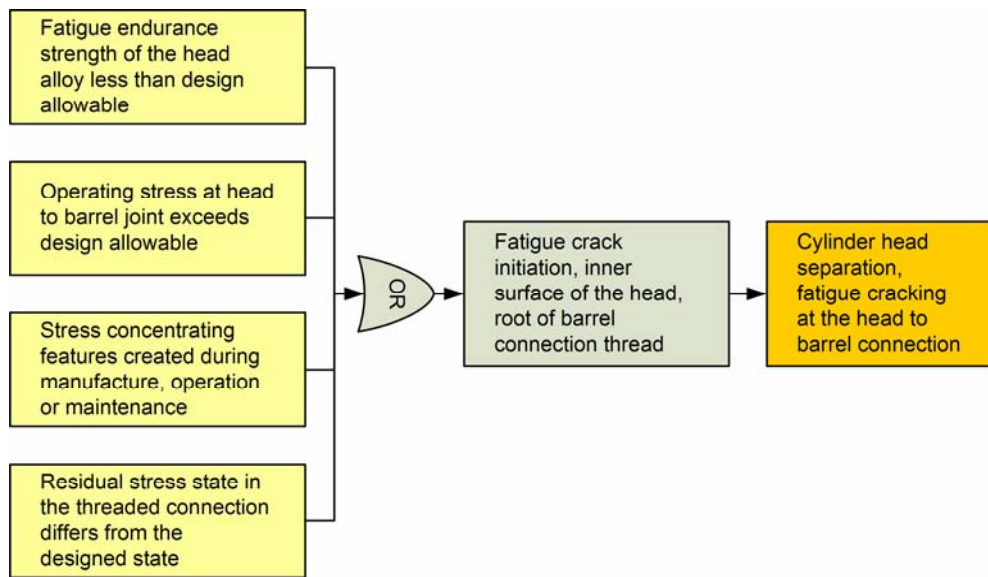 Fatigue endurance
strength of the head
alloy less than design
allowable
Operating stress at head
to barrel joint exceeds
design allowable
Stress concentrating
features created during
manufacture, operation
or maintenance
Residual stress state in
the threaded connection
differs from the
designed state
OR
Fatigue crack
initiation, inner
surface of the head,
root of barrel
connection thread
Cylinder head
separation,
fatigue cracking
at the head to
barrel connection